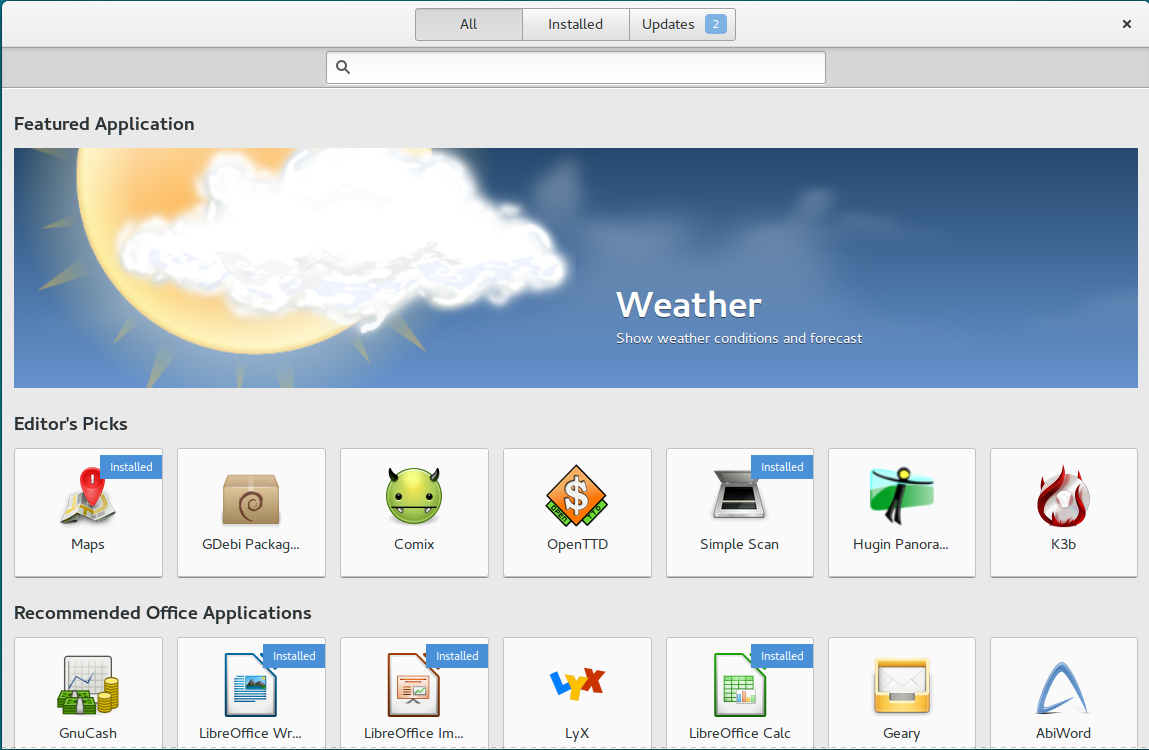 All Installed Updates 2
Featured Application
Weather
Show weather conditions and forecast
Editor's Picks
Installed Installed
Maps GDebi Packag... Comix OpenTTD Simple Scan Hugin Panora... K3b
Recommended Office Applications
Installed Installed Installed
GnuCash LibreOffice Wr... LibreOffice Im... LyX LibreOffice Calc Geary AbiWord